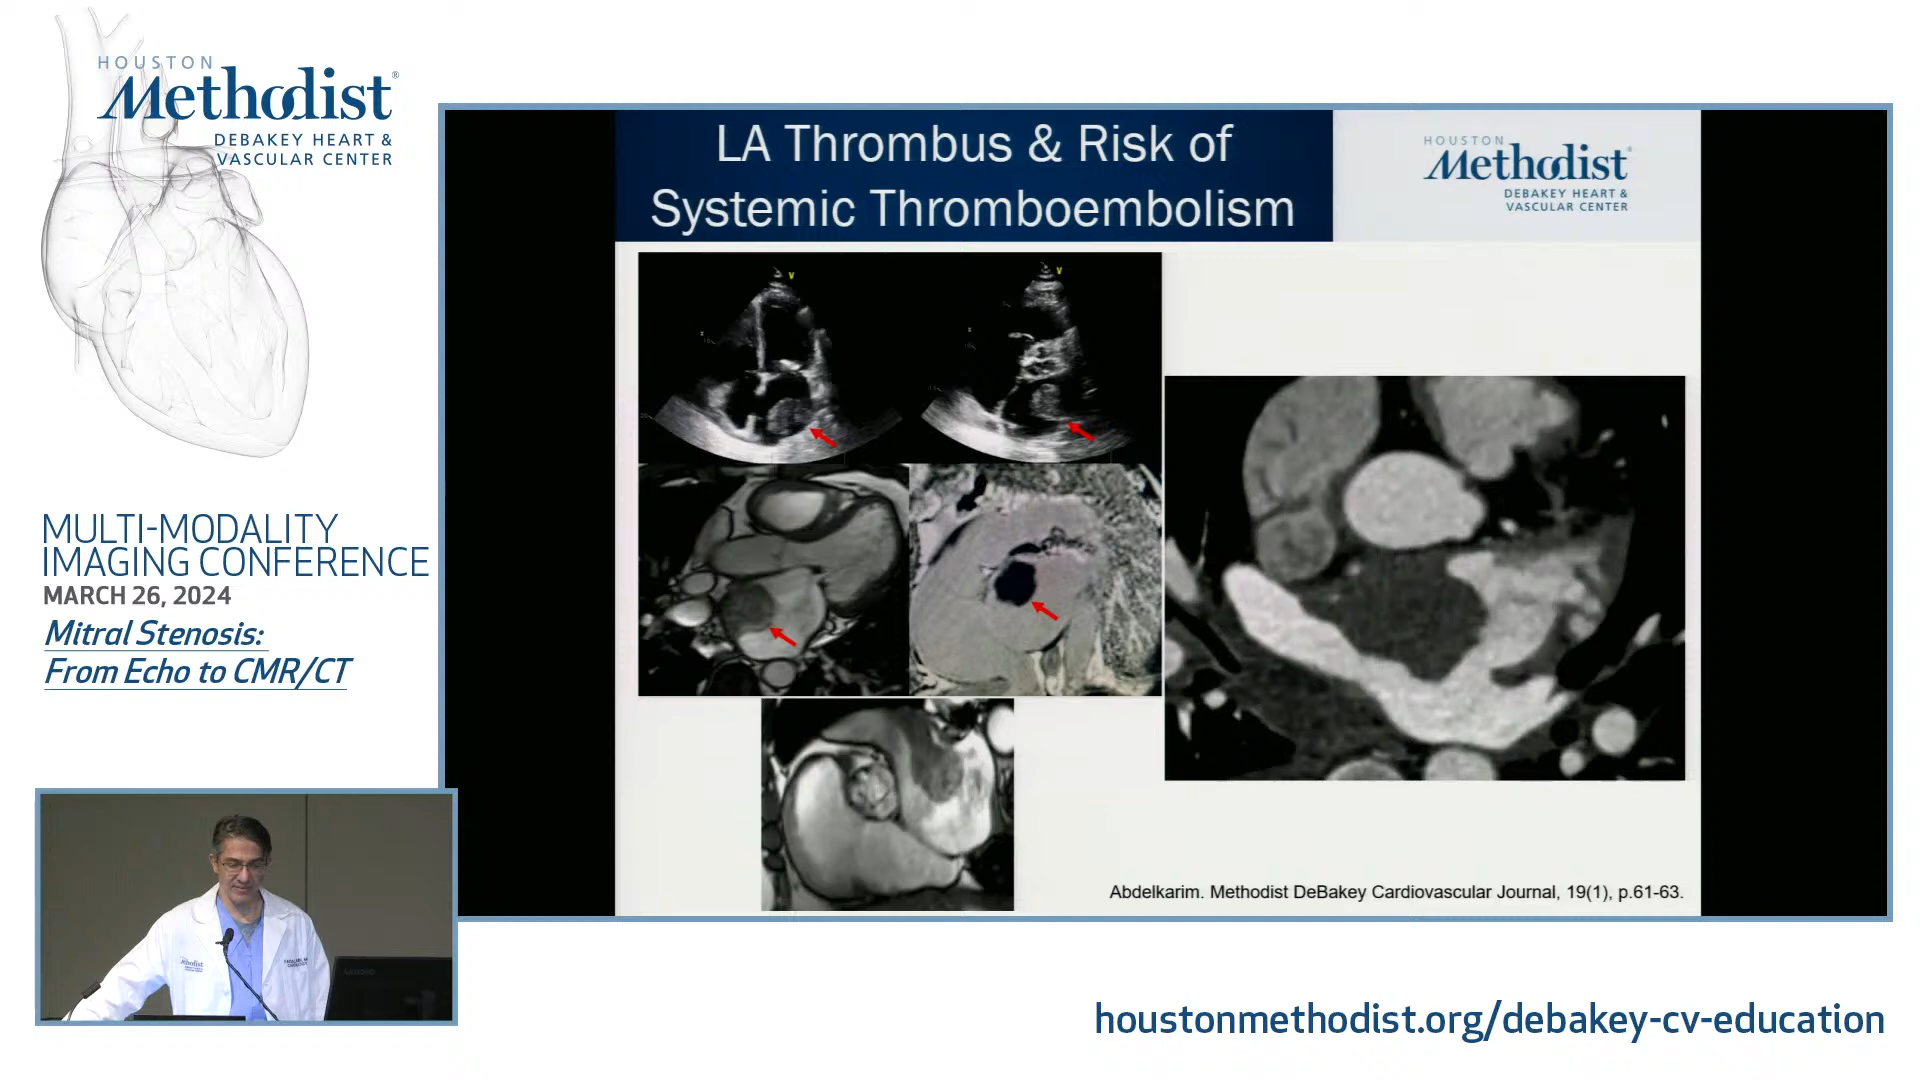 HOUSTON
Methodist®
DEBAKEY HEART &
VASCULAR CENTER
MULTI-MODALITY
IMAGING CONFERENCE
MARCH 26, 2024
Mitral Stenosis:
From Echo to CMR/CT
LA Thrombus & Risk of
Systemic Thromboembolism
HOUSTON
Methodist®
DEBAKEY HEART &
VASCULAR CENTER
V
V
Abdelkarim. Methodist DeBakey Cardiovascular Journal, 19(1), p.61-63.
Lenovo
houstonmethodist.org/debakey-cv-education